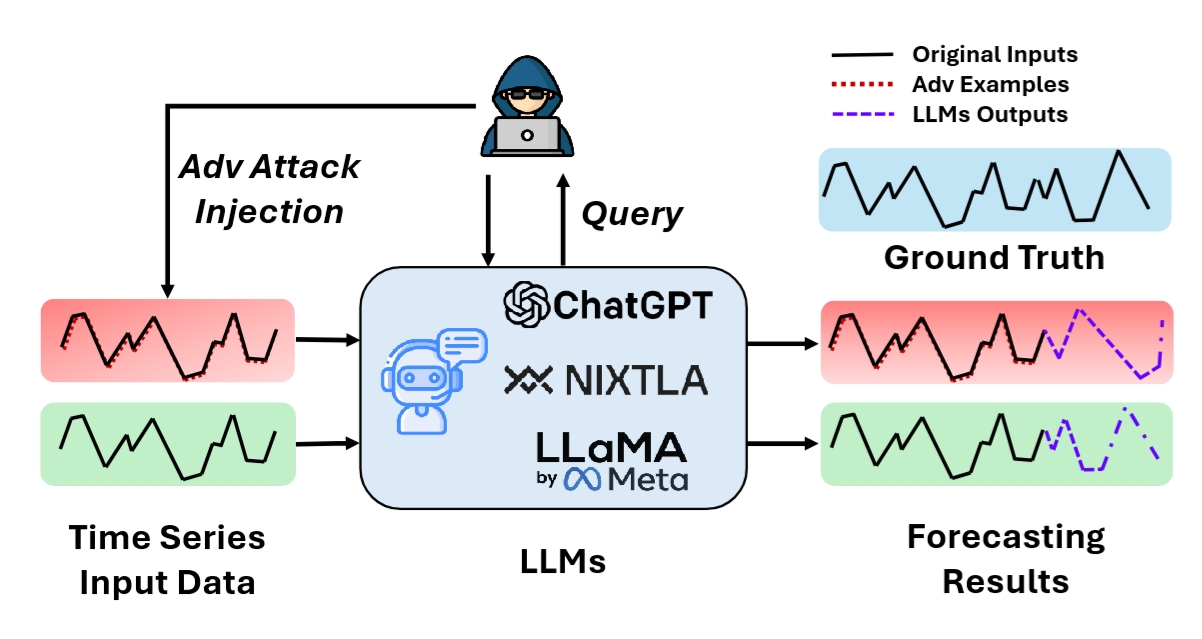 Original Inputs
Adv Examples
LLMs Outputs
Adv Attack
Injection
Query
Ground Truth
ChatGPT
NIXTLA
LLaMA
by Meta
Time Series
Input Data
LLMs
Forecasting
Results